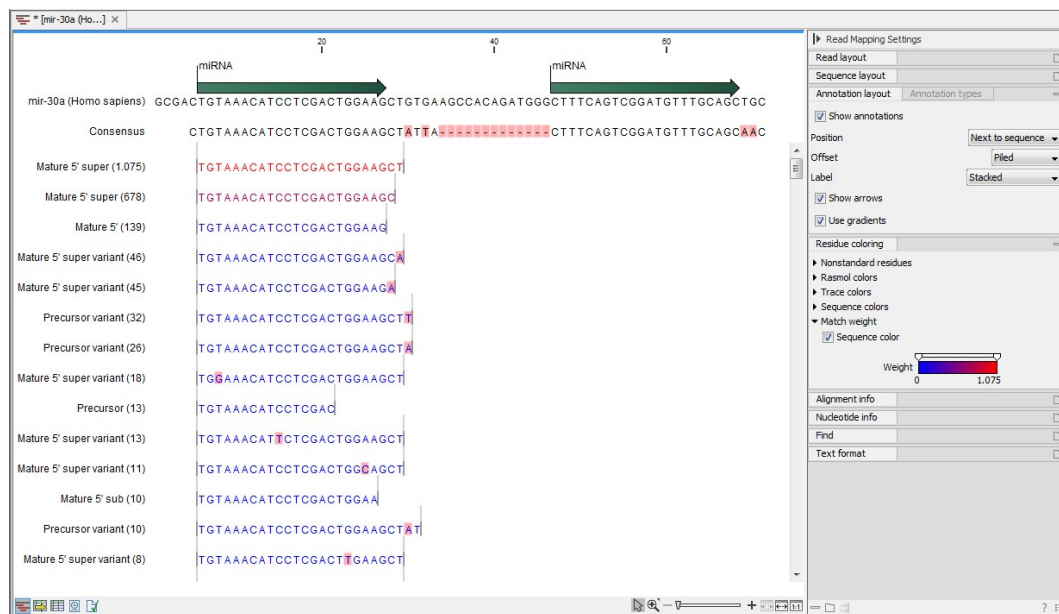 * [mir-30a (Ho...]
20 40 60
miRNA miRNA
mir-30a (Homo sapiens) GCGACTGTAAACATCCTCGACTGGAAGCTGTGAAGCCACAGATGGGCTTTCAGTCGGATGTTTGCAGCTGC
Consensus CTGTAAACATCCTCGACTGGAAGCTATTA-------------CTTTCAGTCGGATGTTTGCAGCAAC
Mature 5' super (1.075) TGTAAACATCCTCGACTGGAAGCT
Mature 5' super (678) TGTAAACATCCTCGACTGGAAGC
Mature 5' (139) TGTAAACATCCTCGACTGGAAG
Mature 5' super variant (46) TGTAAACATCCTCGACTGGAAGCA
Mature 5' super variant (45) TGTAAACATCCTCGACTGGAAGA
Precursor variant (32) TGTAAACATCCTCGACTGGAAGCTT
Precursor variant (26) TGTAAACATCCTCGACTGGAAGCTA
Mature 5' super variant (18) TGGAAACATCCTCGACTGGAAGCT
Precursor (13) TGTAAACATCCTCGAC
Mature 5' super variant (13) TGTAAACATTCTCGACTGGAAGCT
Mature 5' super variant (11) TGTAAACATCCTCGACTGGCAGCT
Mature 5' sub (10) TGTAAACATCCTCGACTGGAA
Precursor variant (10) TGTAAACATCCTCGACTGGAAGCTAT
Mature 5' super variant (8) TGTAAACATCCTCGACTTGAAGCT
Read Mapping Settings
Read layout
Sequence layout
Annotation layout Annotation types
Show annotations
Position Next to sequence
Offset Piled
Label Stacked
Show arrows
Use gradients
Residue coloring
Nonstandard residues
Rasmol colors
Trace colors
Sequence colors
Match weight
Sequence color
Weight
0 1.075
Alignment info
Nucleotide info
Find
Text format
1:1
?